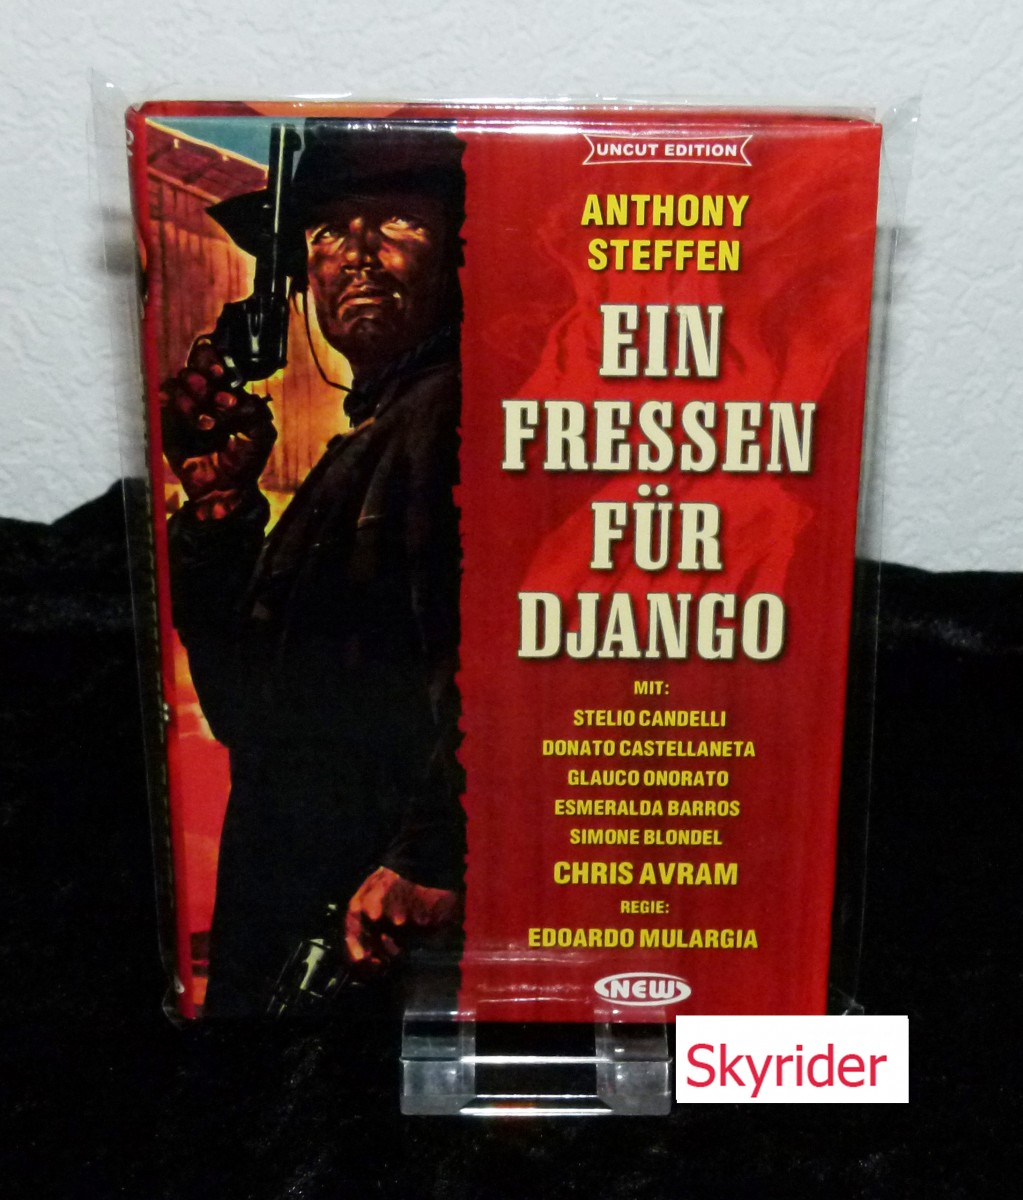 UNCUT EDITION
ANTHONY
STEFFEN
EIN
FRESSEN
FÜR
DJANGO
MIT:
STELIO CANDELLI
DONATO CASTELLANETA
GLAUCO ONORATO
ESMERALDA BARROS
SIMONE BLONDEL
CHRIS AVRAM
REGIE:
EDOARDO MULARGIA
NEW
Skyrider